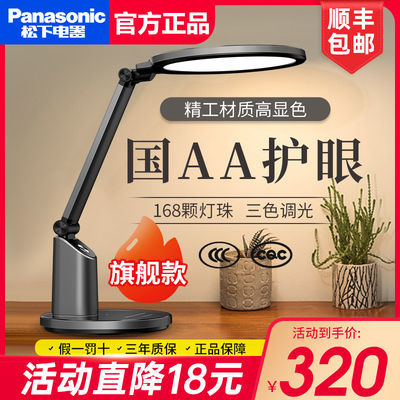 Panasonic
松下电器
官方正品
顺丰
包邮
精工材质高显色
国AA护眼
168颗灯珠 三色调光
CCC CQC
旗舰款
假一罚十 三年质保 正品保障
活动到手价:
活动直降18元
¥320